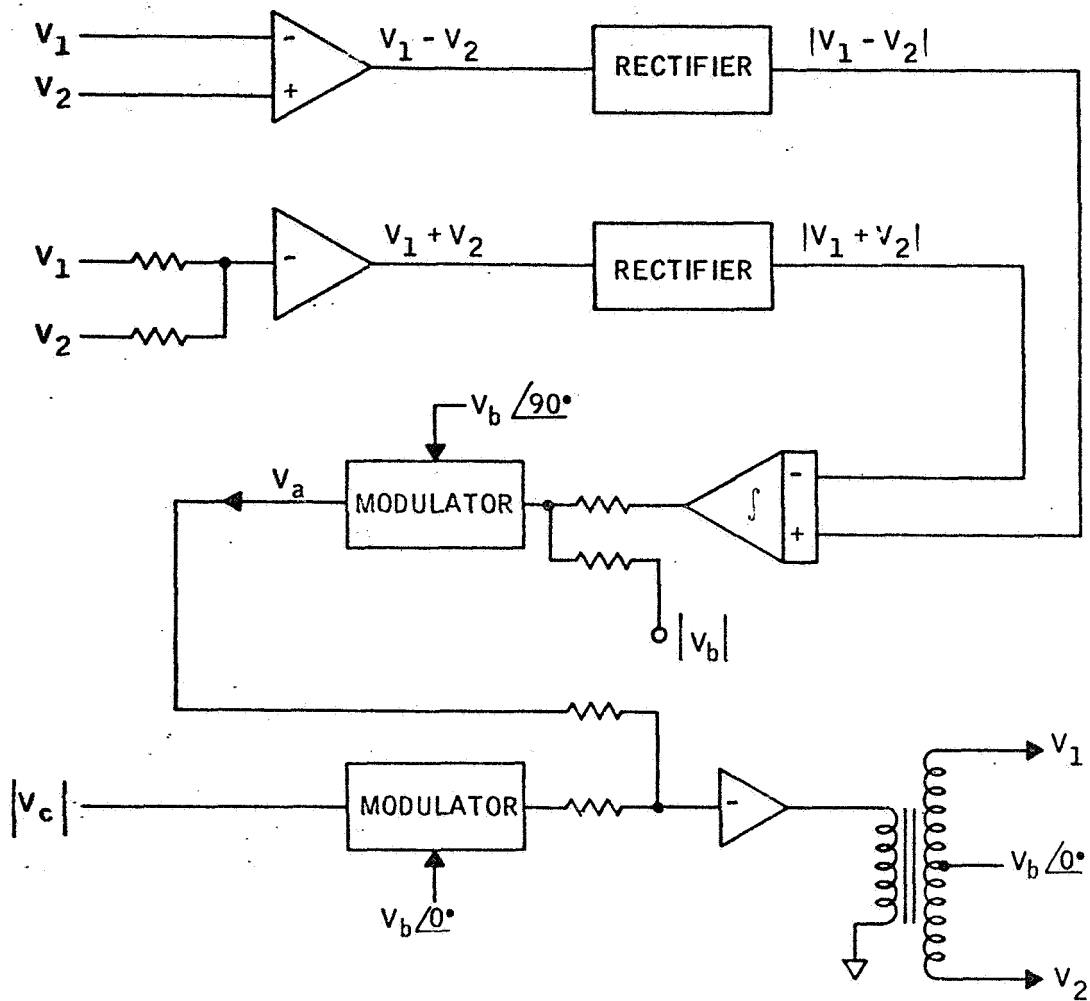 V1 - V1 - V2 RECTIFIER |V1 - V2|
V2 +
V1 - V1 + V2 RECTIFIER |V1 + V2|
V2
Vb ∠90°
Va MODULATOR ∫ -
+
|Vb|
|Vc| MODULATOR - V1
Vb ∠0°
Vb ∠0°
V2